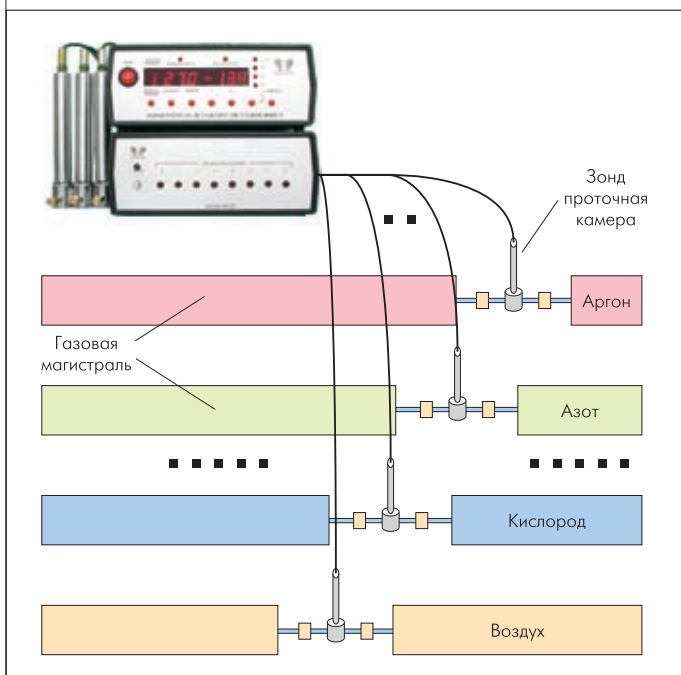 Зонд
проточная
камера
Аргон
Газовая
магистраль
Азот
Кислород
Воздух